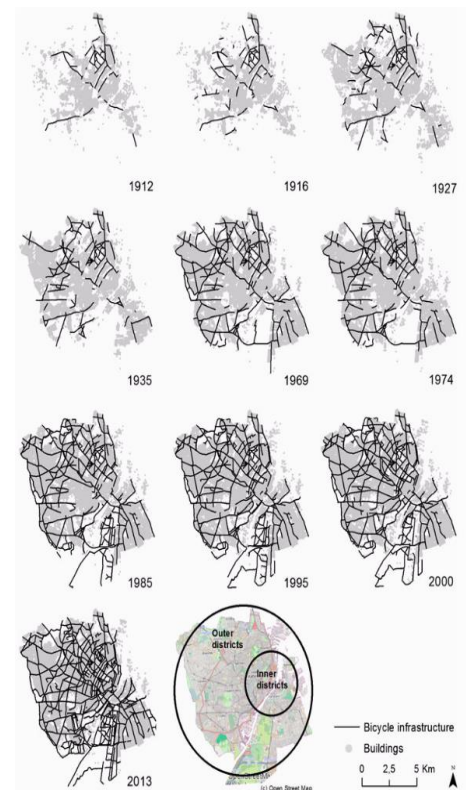 1912
1916
1927
1935
1969
1974
1985
1995
2000
Outer
districts
Inner
districts
Bicycle infrastructure
Buildings
0 2,5 5 Km
N
2013
(c) Open Street Map